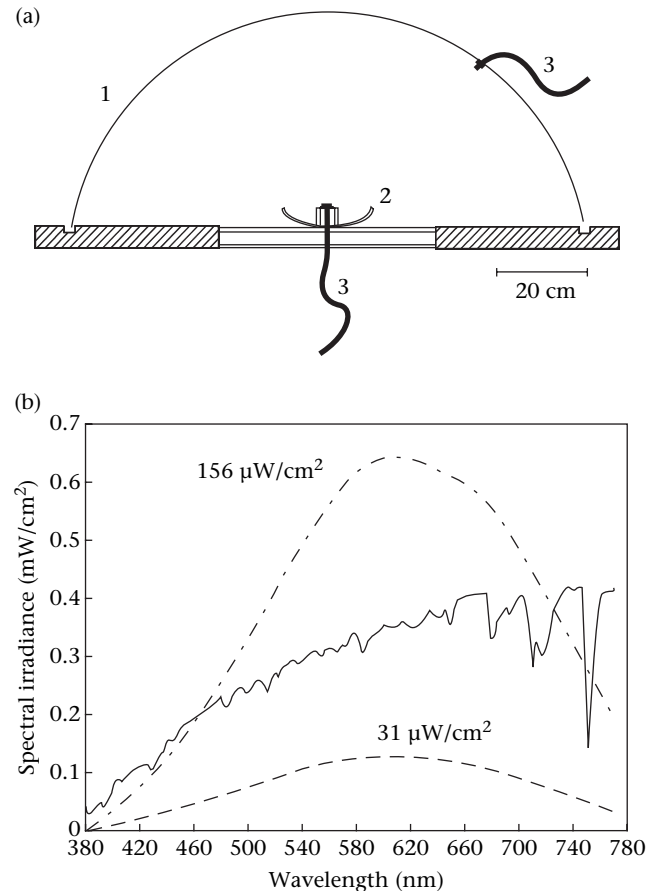 (a)
3
1
2
3
20 cm
(b)
0.7
156 µW/cm²
0.6
0.5
0.4
0.3
31 µW/cm²
0.2
0.1
0
Spectral irradiance (mW/cm²)
380 420 460 500 540 580 620 660 700 740 780
Wavelength (nm)